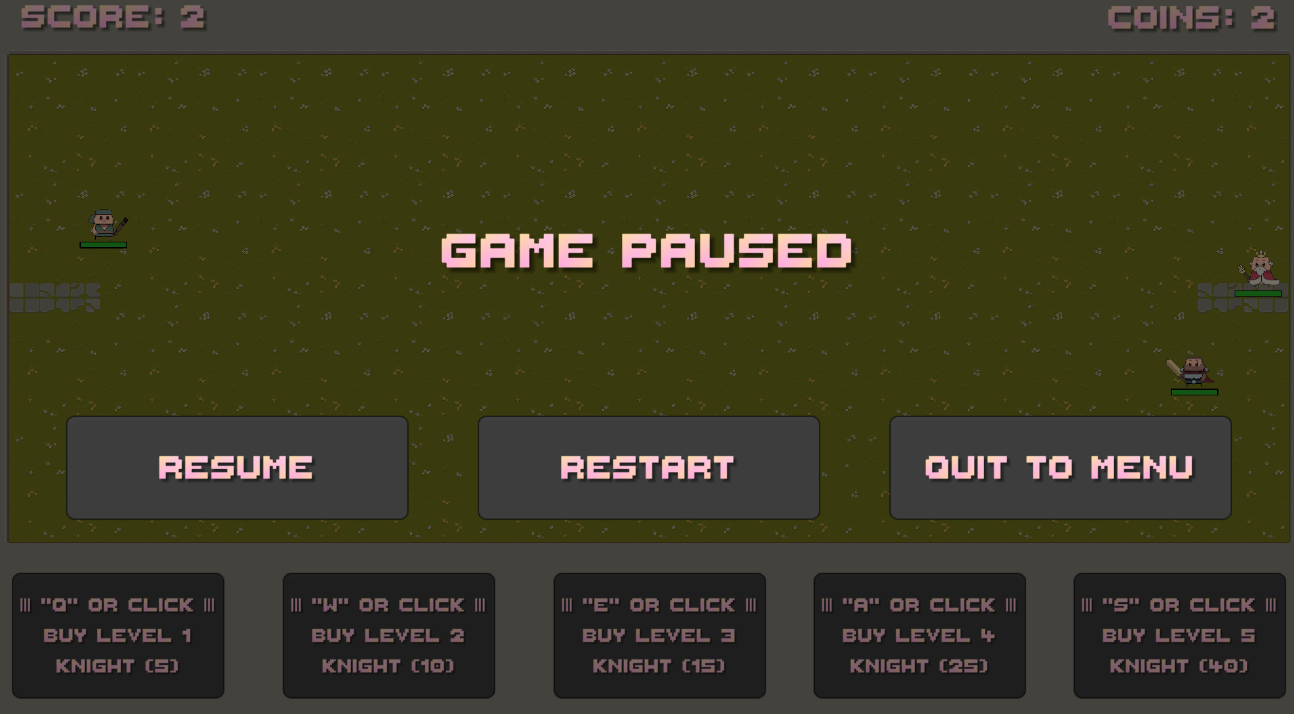 SCORE: 2
COINS: 2
GAME PAUSED
RESUME
RESTART
QUIT TO MENU
||| "Q" OR CLICK |||
BUY LEVEL 1
KNIGHT (5)
||| "W" OR CLICK |||
BUY LEVEL 2
KNIGHT (10)
||| "E" OR CLICK |||
BUY LEVEL 3
KNIGHT (15)
||| "A" OR CLICK |||
BUY LEVEL 4
KNIGHT (25)
||| "S" OR CLICK |||
BUY LEVEL 5
KNIGHT (40)